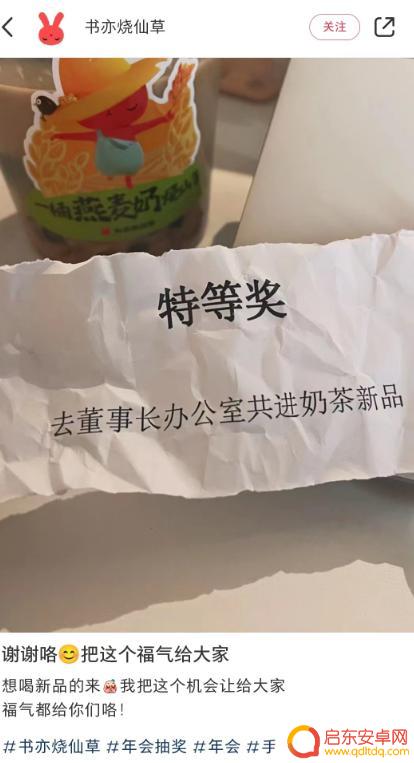 书亦烧仙草
关注
一桶燕麦奶烧仙草
特等奖
去董事长办公室共进奶茶新品
谢谢咯😊把这个福气给大家
想喝新品的来我把这个机会让给大家
福气都给你们咯！
#书亦烧仙草 #年会抽奖 #年会 #手
启东安卓网
www.qdltdq.com